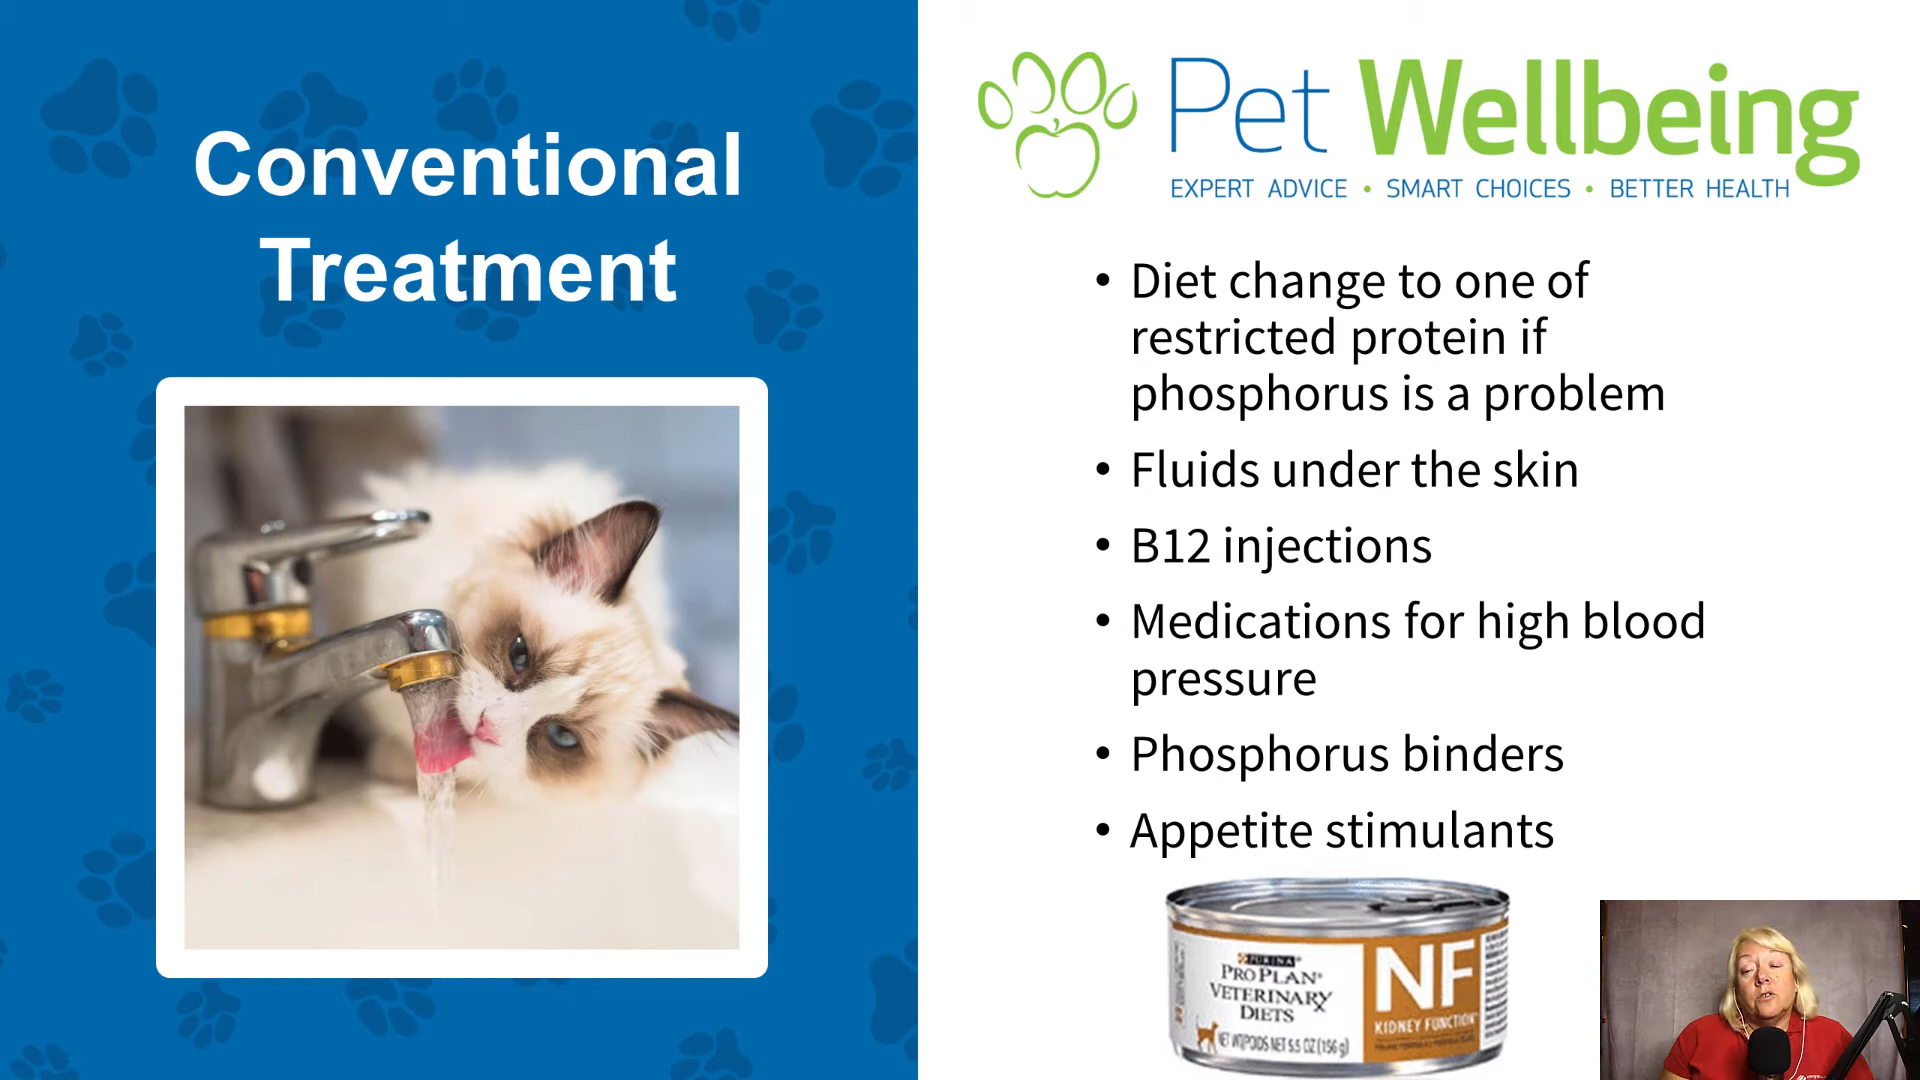 Conventional
Treatment
Pet Wellbeing
EXPERT ADVICE • SMART CHOICES • BETTER HEALTH
• Diet change to one of
restricted protein if
phosphorus is a problem
• Fluids under the skin
• B12 injections
• Medications for high blood
pressure
• Phosphorus binders
• Appetite stimulants
PURINA
PRO PLAN
VETERINARY
DIETS
NF
KIDNEY FUNCTION
NET WT/POIDS NET 5.5 OZ (156 g)